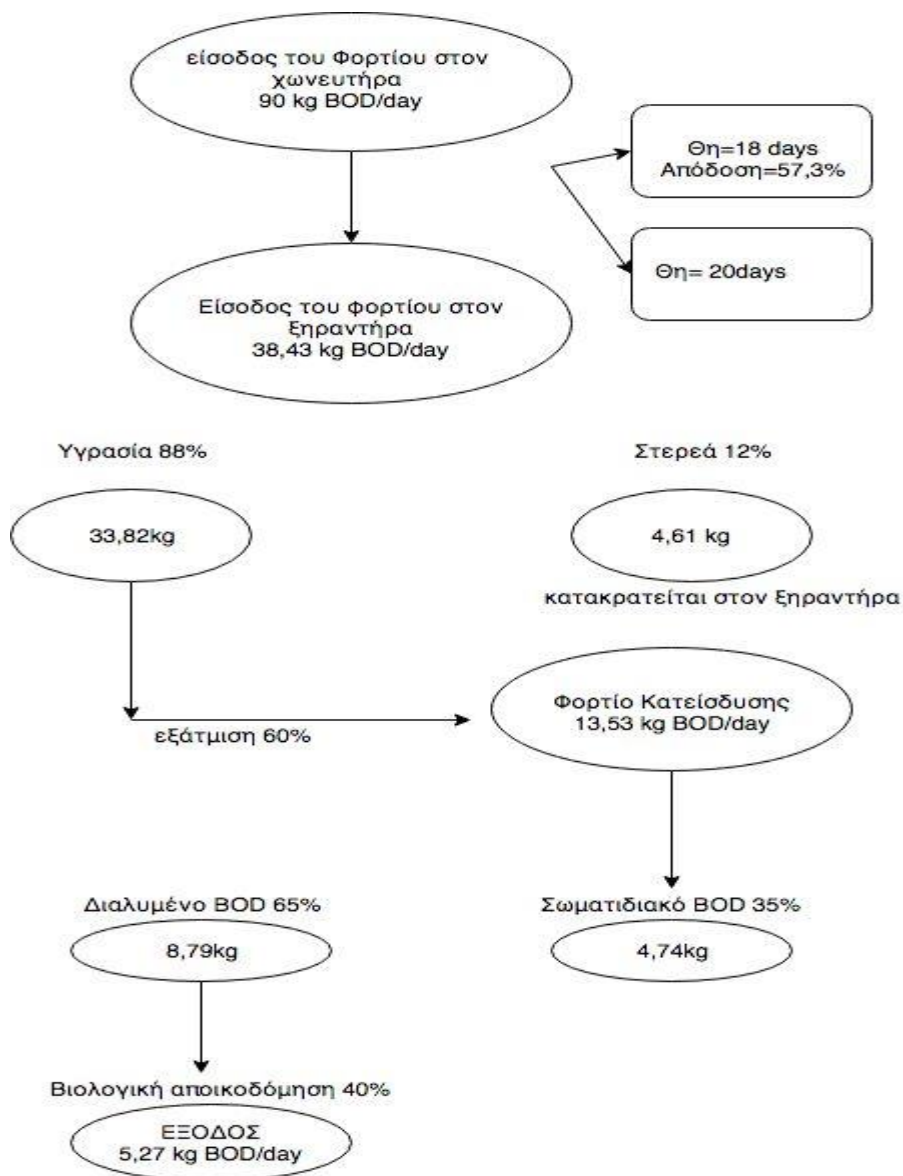 είσοδος του Φορτίου στον
χωνευτήρα
90 kg BOD/day
Θη=18 days
Απόδοση=57,3%
Θη= 20days
Είσοδος του φορτίου στον
ξηραντήρα
38,43 kg BOD/day
Υγρασία 88%
Στερεά 12%
33,82kg
4,61 kg
κατακρατείται στον ξηραντήρα
Φορτίο Κατείσδυσης
13,53 kg BOD/day
εξάτμιση 60%
Διαλυμένο BOD 65%
Σωματιδιακό BOD 35%
8,79kg
4,74kg
Βιολογική αποικοδόμηση 40%
ΕΞΟΔΟΣ
5,27 kg BOD/day